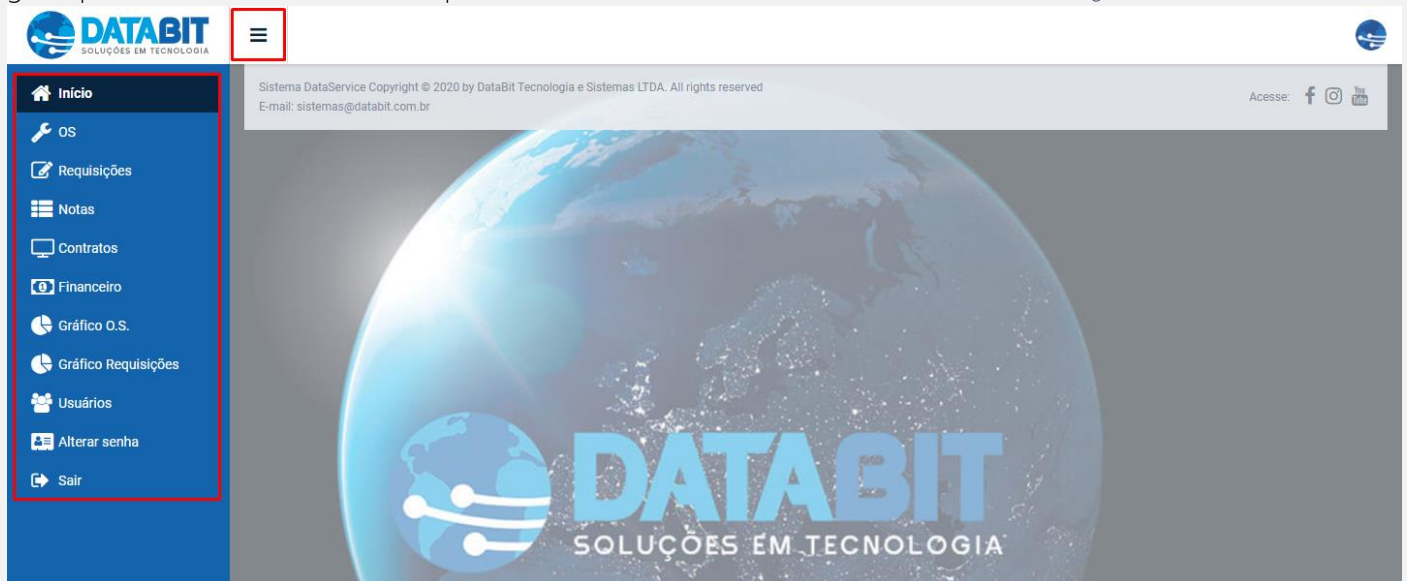 DATABIT
SOLUÇÕES EM TECNOLOGIA
Início
OS
Requisições
Notas
Contratos
Financeiro
Gráfico O.S.
Gráfico Requisições
Usuários
Alterar senha
Sair
Sistema DataService Copyright © 2020 by DataBit Tecnologia e Sistemas LTDA. All rights reserved
E-mail: sistemas@databit.com.br
Acesse:
You Tube
DATABIT
SOLUÇÕES EM TECNOLOGIA